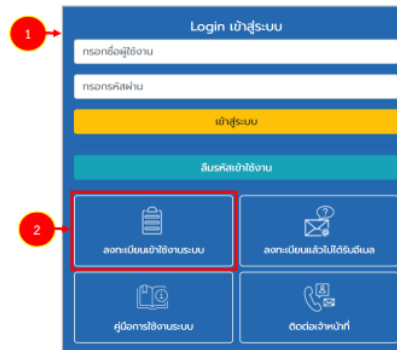 1
Login เข้าสู่ระบบ
กรอกชื่อผู้ใช้งาน
กรอกรหัสผ่าน
เข้าสู่ระบบ
ลืมรหัสเข้าใช้งาน
2
ลงทะเบียนเข้าใช้งานระบบ
ลงทะเบียนแล้วไม่ได้รับอีเมล
คู่มือการใช้งานระบบ
ติดต่อเจ้าหน้าที่